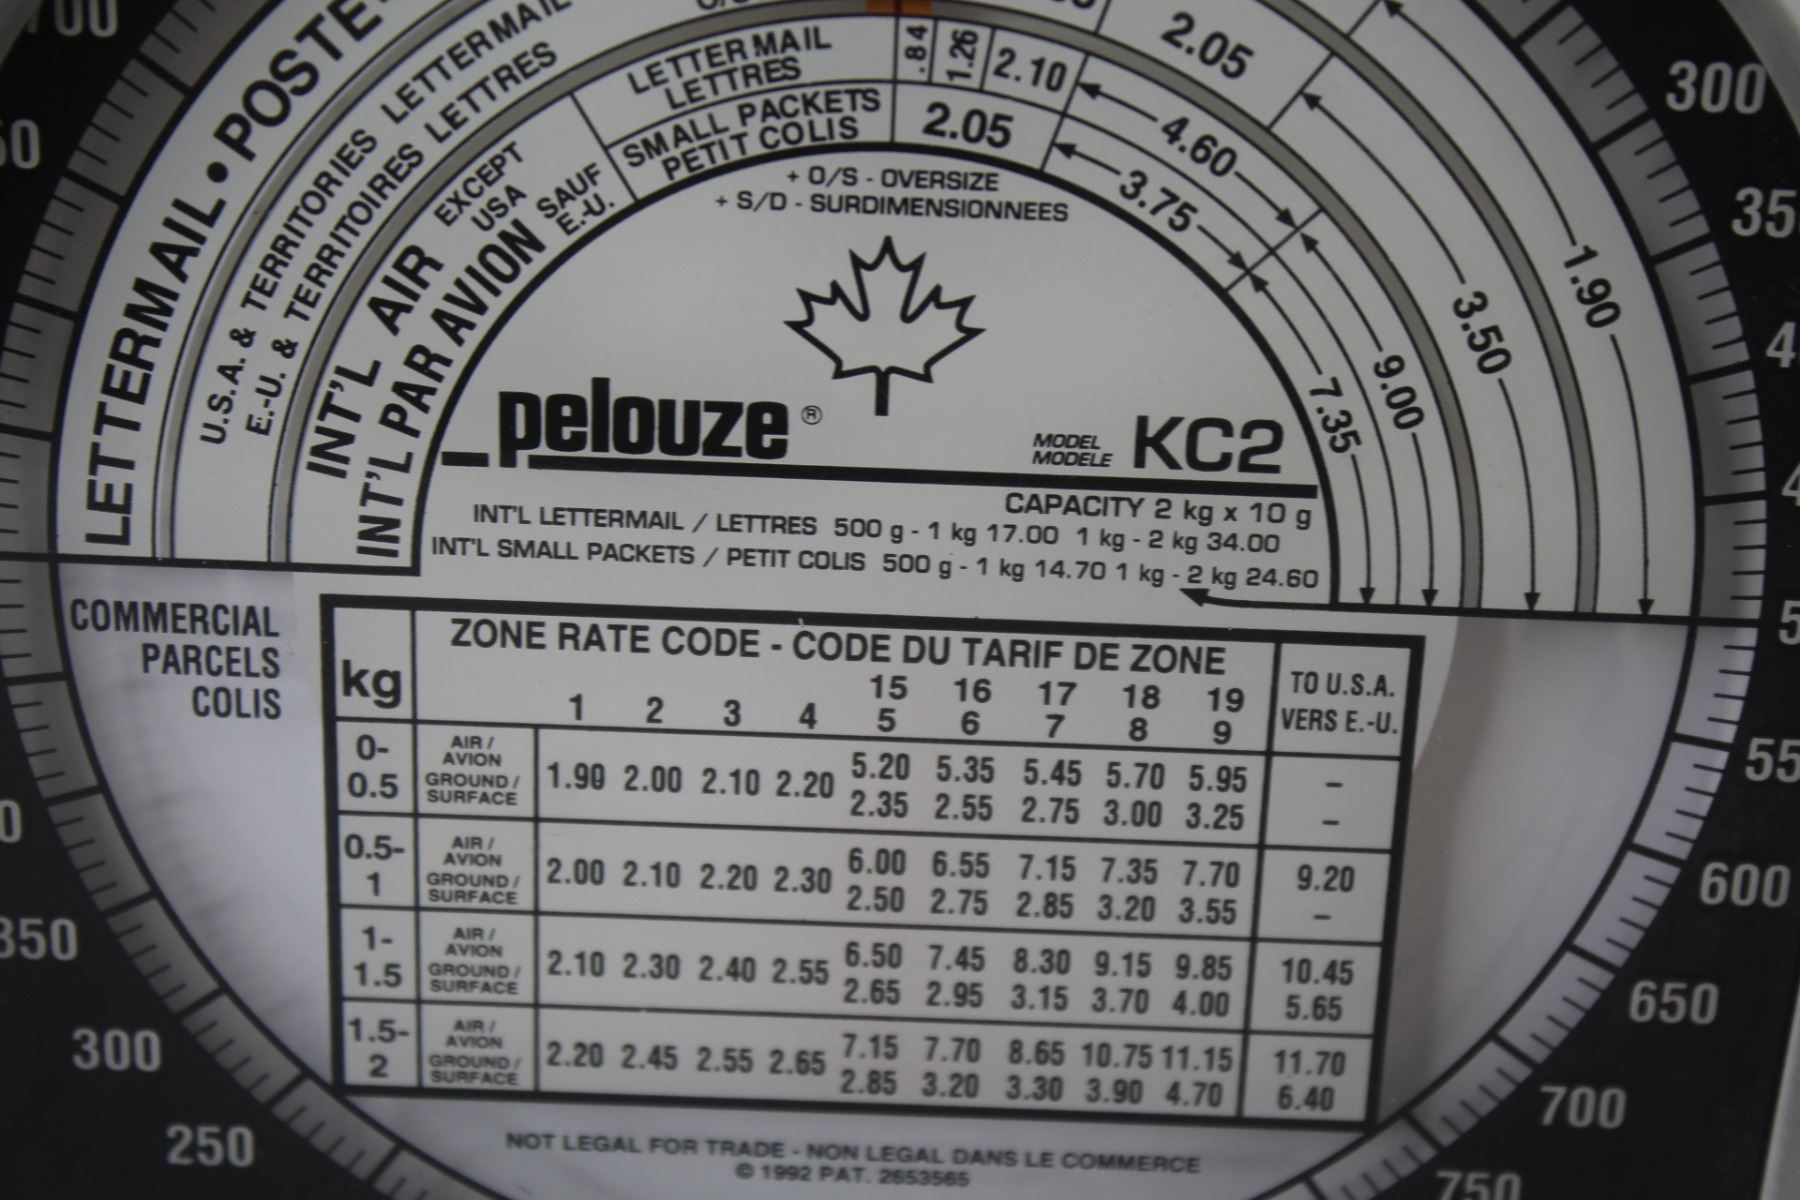 LETTERMAIL • POSTE
U.S.A. & TERRITORIES LETTERMAIL
E.-U. & TERRITOIRES LETTRES
INT'L AIR EXCEPT USA
INT'L PAR AVION SAUF E.-U.
LETTERMAIL
LETTRES
.84 1.26 2.10 4.60 9.00
SMALL PACKETS
PETIT COLIS
2.05 3.75 7.35
2.05
3.50
1.90
+ O/S - OVERSIZE
+ S/D - SURDIMENSIONNEES
pelouze®
MODEL
MODELE
KC2
CAPACITY 2 kg x 10 g
INT'L LETTERMAIL / LETTRES 500 g - 1 kg 17.00 1 kg - 2 kg 34.00
INT'L SMALL PACKETS / PETIT COLIS 500 g - 1 kg 14.70 1 kg - 2 kg 24.60
COMMERCIAL
PARCELS
COLIS
kg
ZONE RATE CODE - CODE DU TARIF DE ZONE
15 16 17 18 19
1 2 3 4 5 6 7 8 9
TO U.S.A.
VERS E.-U.
0-
0.5
AIR /
AVION
GROUND /
SURFACE
1.90 2.00 2.10 2.20
5.20 5.35 5.45 5.70 5.95 –
2.35 2.55 2.75 3.00 3.25 –
0.5-
1
AIR /
AVION
GROUND /
SURFACE
2.00 2.10 2.20 2.30
6.00 6.55 7.15 7.35 7.70 9.20
2.50 2.75 2.85 3.20 3.55 –
1-
1.5
AIR /
AVION
GROUND /
SURFACE
2.10 2.30 2.40 2.55
6.50 7.45 8.30 9.15 9.85 10.45
2.65 2.95 3.15 3.70 4.00 5.65
1.5-
2
AIR /
AVION
GROUND /
SURFACE
2.20 2.45 2.55 2.65
7.15 7.70 8.65 10.75 11.15 11.70
2.85 3.20 3.30 3.90 4.70 6.40
NOT LEGAL FOR TRADE - NON LEGAL DANS LE COMMERCE
© 1992 PAT. 2653565
300
35
4
4
5
55
600
650
700
750
250
300
350
0
50